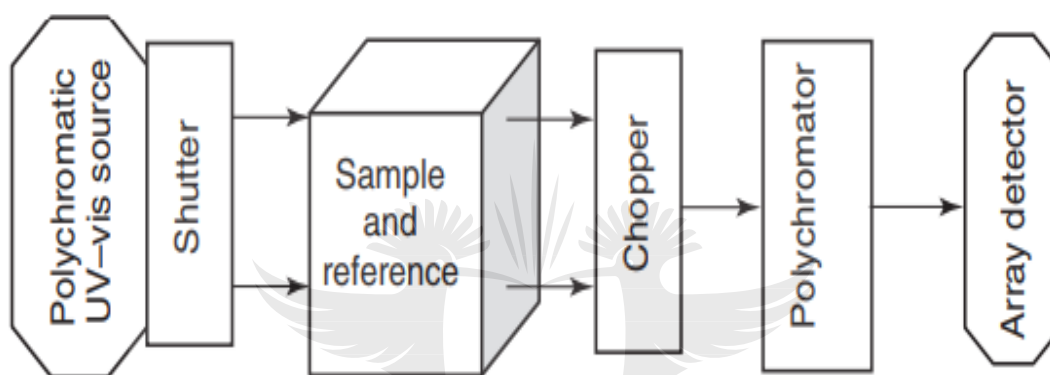 Polychromatic
UV–vis source
Shutter
Sample
and
reference
Chopper
Polychromator
Array detector